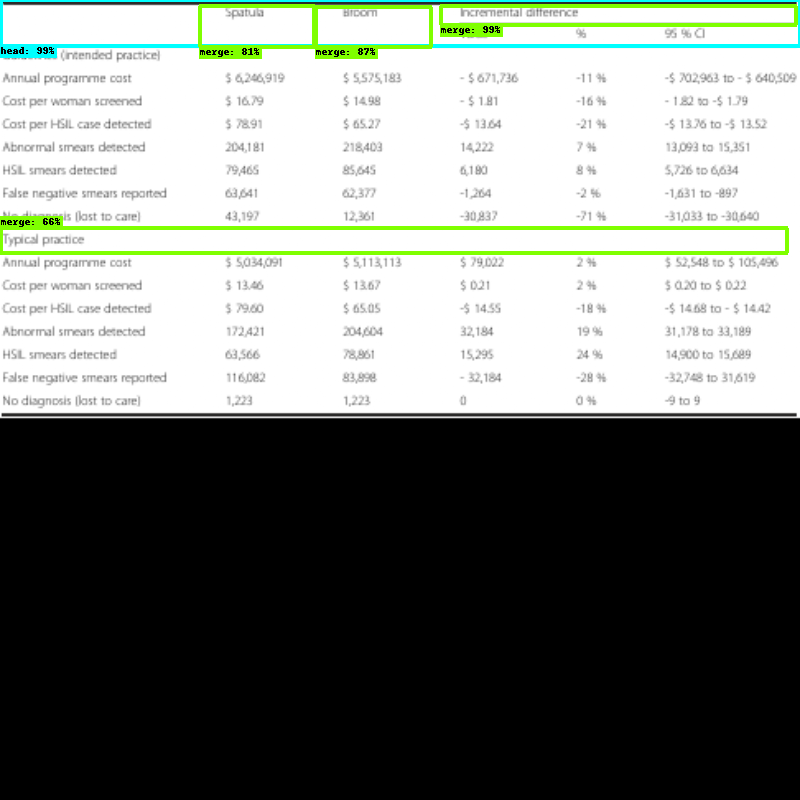 Spatula Broom Incremental difference
merge: 99%
% 95 % CI
head: 99% merge: 81% merge: 87%
(intended practice)
Annual programme cost $ 6,246,919 $ 5,575,183 - $ 671,736 -11 % -$ 702,963 to - $ 640,509
Cost per woman screened $ 16.79 $ 14.98 - $ 1.81 -16 % - 1.82 to -$ 1.79
Cost per HSIL case detected $ 78.91 $ 65.27 -$ 13.64 -21 % -$ 13.76 to -$ 13.52
Abnormal smears detected 204,181 218,403 14,222 7 % 13,093 to 15,351
HSIL smears detected 79,465 85,645 6,180 8 % 5,726 to 6,634
False negative smears reported 63,641 62,377 -1,264 -2 % -1,631 to -897
No diagnosis (lost to care) 43,197 12,361 -30,837 -71 % -31,033 to -30,640
merge: 66%
Typical practice
Annual programme cost $ 5,034,091 $ 5,113,113 $ 79,022 2 % $ 52,548 to $ 105,496
Cost per woman screened $ 13.46 $ 13.67 $ 0.21 2 % $ 0.20 to $ 0.22
Cost per HSIL case detected $ 79.60 $ 65.05 -$ 14.55 -18 % -$ 14.68 to - $ 14.42
Abnormal smears detected 172,421 204,604 32,184 19 % 31,178 to 33,189
HSIL smears detected 63,566 78,861 15,295 24 % 14,900 to 15,689
False negative smears reported 116,082 83,898 - 32,184 -28 % -32,748 to 31,619
No diagnosis (lost to care) 1,223 1,223 0 0 % -9 to 9